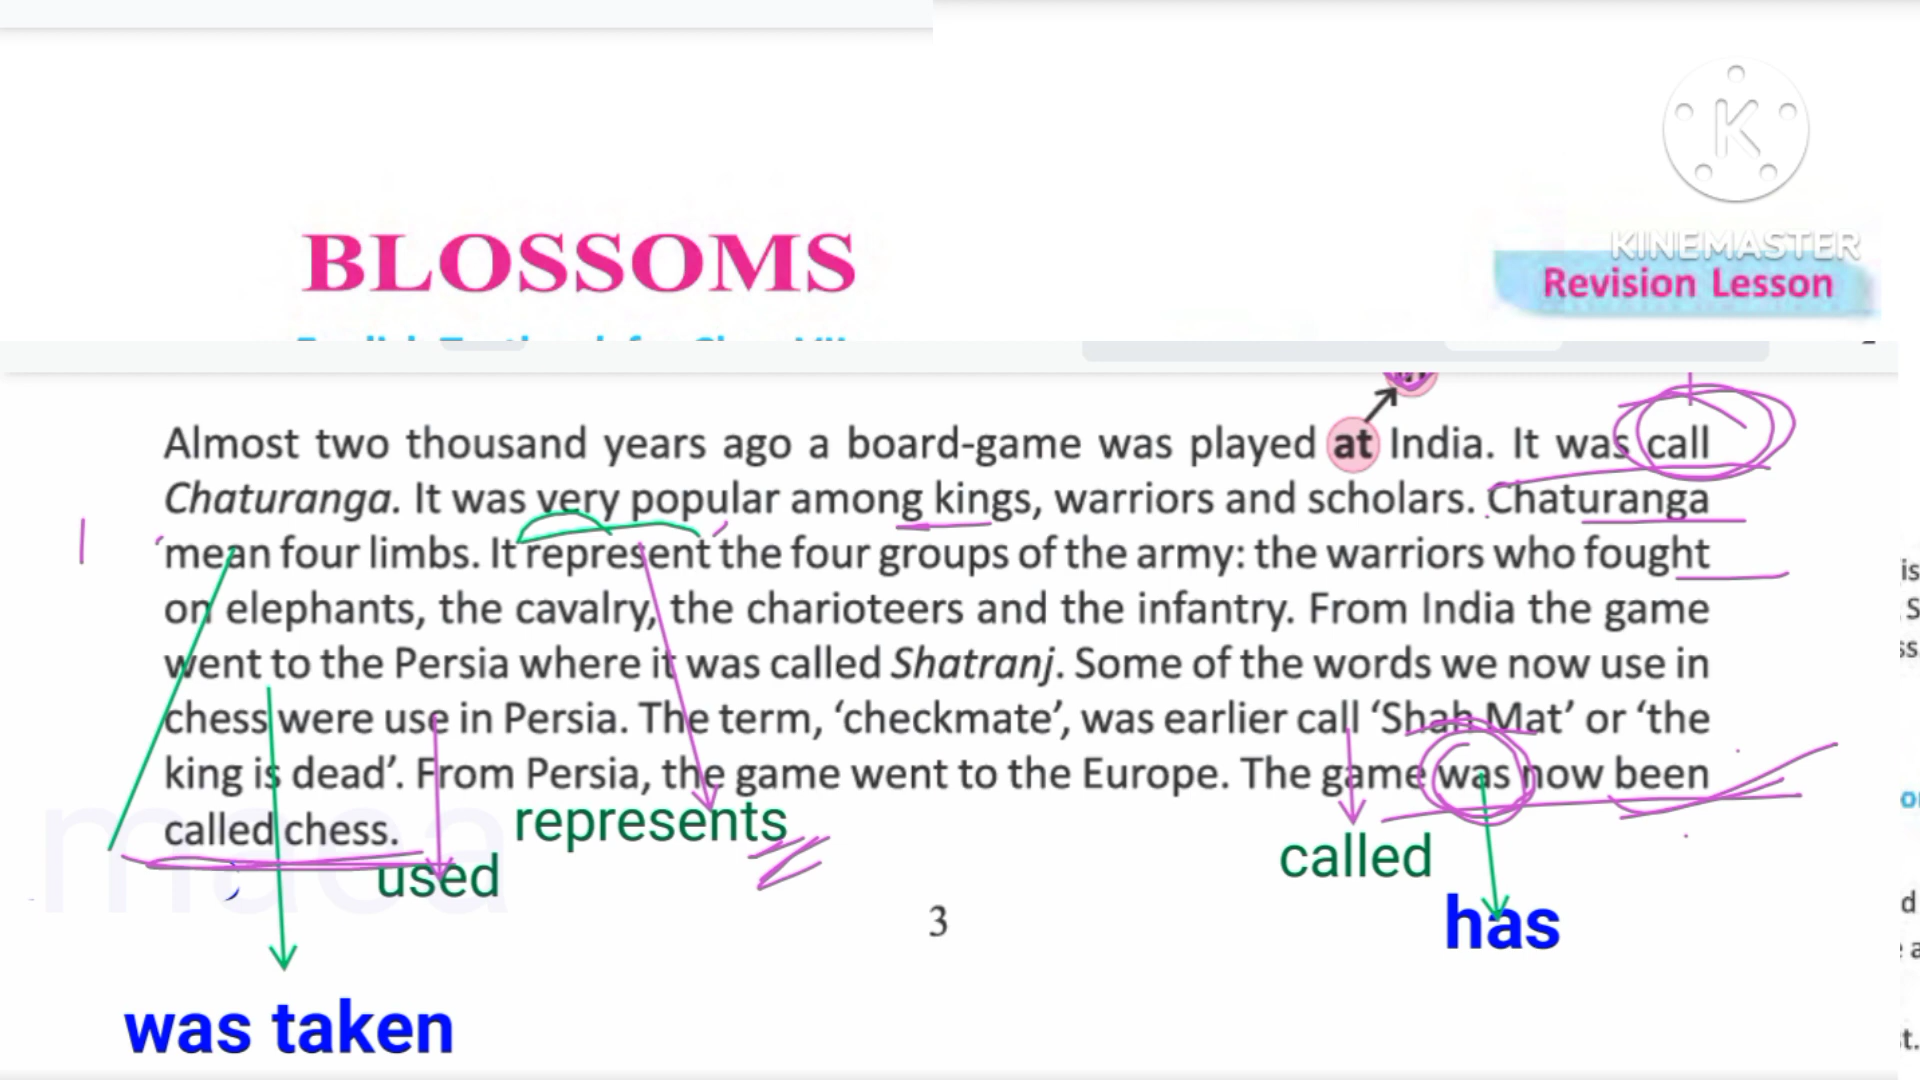 KINEMASTER
BLOSSOMS
Revision Lesson
Almost two thousand years ago a board-game was played at India. It was call
Chaturanga. It was very popular among kings, warriors and scholars. Chaturanga
mean four limbs. It represent the four groups of the army: the warriors who fought
on elephants, the cavalry, the charioteers and the infantry. From India the game
went to the Persia where it was called Shatranj. Some of the words we now use in
chess were use in Persia. The term, ‘checkmate’, was earlier call ‘Shah Mat’ or ‘the
king is dead’. From Persia, the game went to the Europe. The game was now been
called chess.
represents
called
used
has
3
was taken